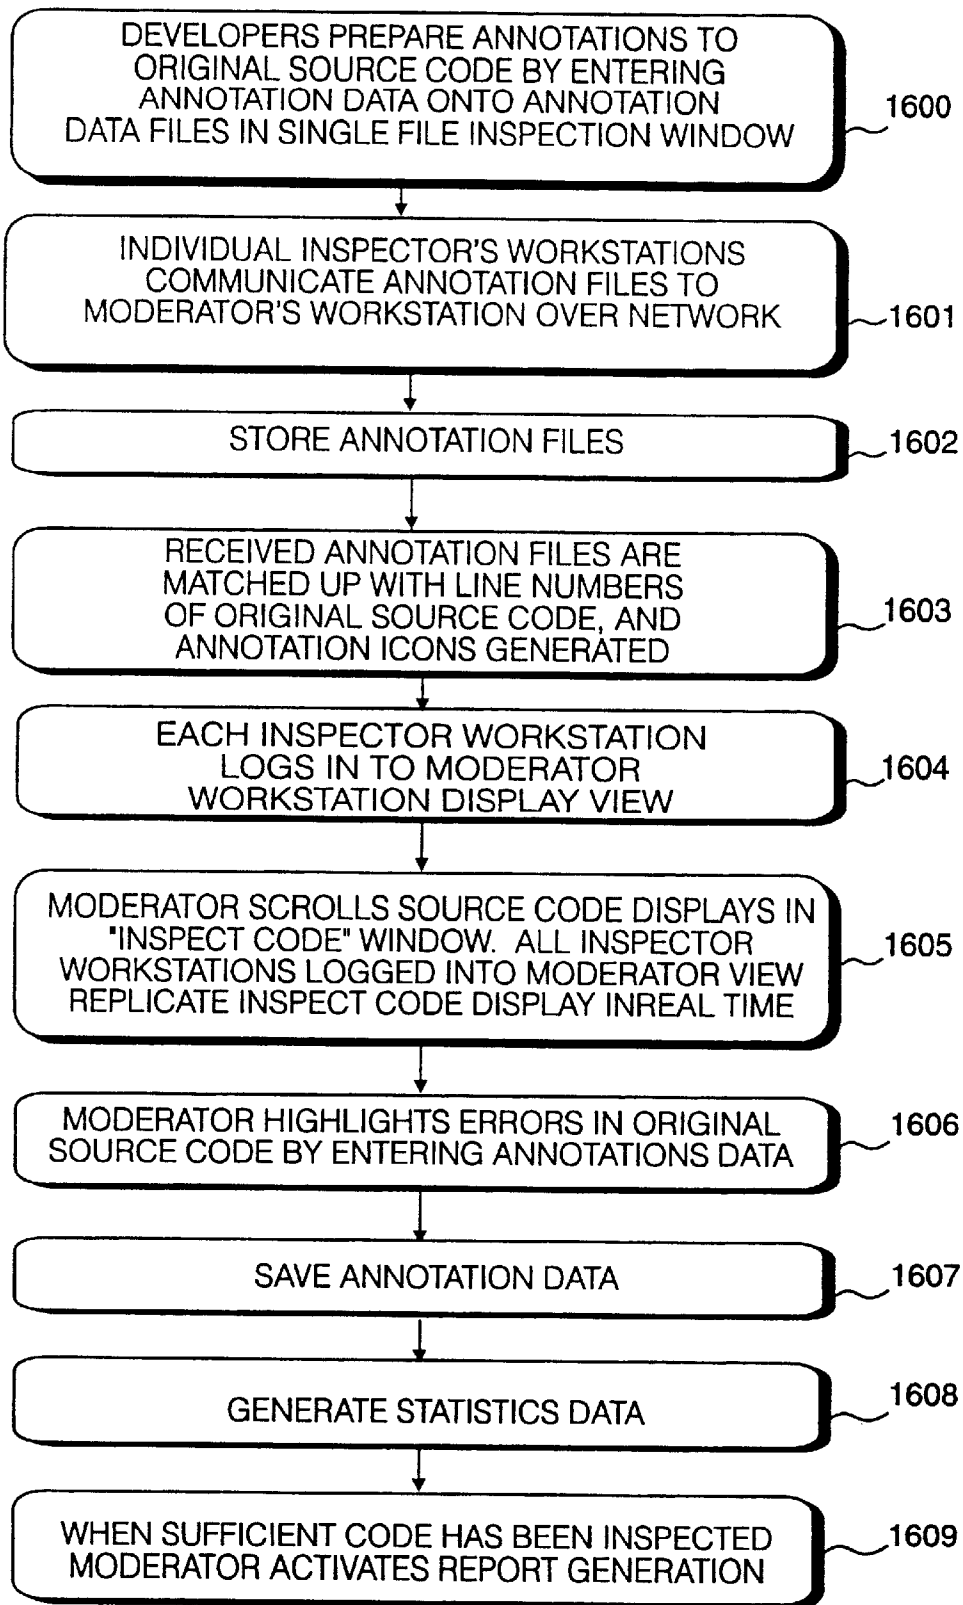 DEVELOPERS PREPARE ANNOTATIONS TO
ORIGINAL SOURCE CODE BY ENTERING
ANNOTATION DATA ONTO ANNOTATION
DATA FILES IN SINGLE FILE INSPECTION WINDOW
1600
INDIVIDUAL INSPECTOR'S WORKSTATIONS
COMMUNICATE ANNOTATION FILES TO
MODERATOR'S WORKSTATION OVER NETWORK
1601
STORE ANNOTATION FILES
1602
RECEIVED ANNOTATION FILES ARE
MATCHED UP WITH LINE NUMBERS
OF ORIGINAL SOURCE CODE, AND
ANNOTATION ICONS GENERATED
1603
EACH INSPECTOR WORKSTATION
LOGS IN TO MODERATOR
WORKSTATION DISPLAY VIEW
1604
MODERATOR SCROLLS SOURCE CODE DISPLAYS IN
"INSPECT CODE" WINDOW. ALL INSPECTOR
WORKSTATIONS LOGGED INTO MODERATOR VIEW
REPLICATE INSPECT CODE DISPLAY INREAL TIME
1605
MODERATOR HIGHLIGHTS ERRORS IN ORIGINAL
SOURCE CODE BY ENTERING ANNOTATIONS DATA
1606
SAVE ANNOTATION DATA
1607
GENERATE STATISTICS DATA
1608
WHEN SUFFICIENT CODE HAS BEEN INSPECTED
MODERATOR ACTIVATES REPORT GENERATION
1609